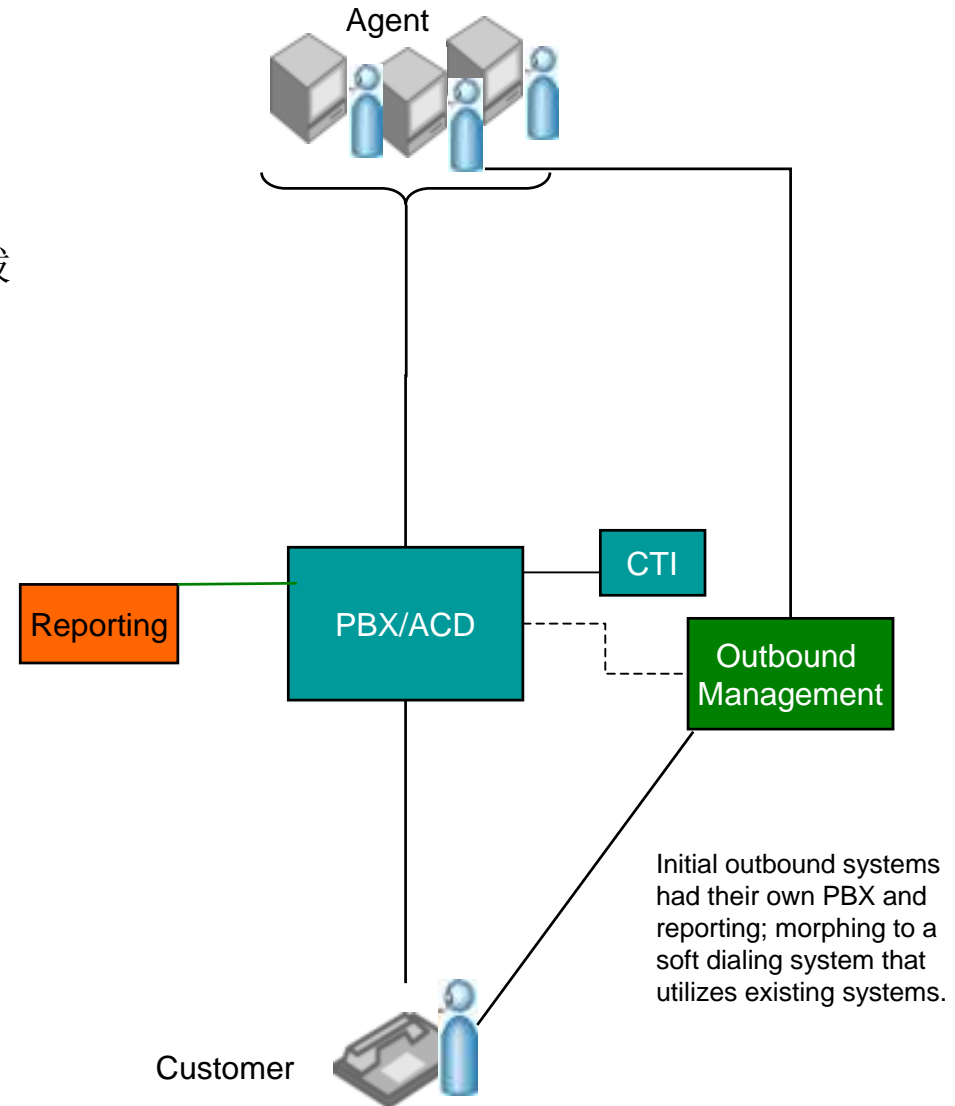 Agent
CTI
Reporting
PBX/ACD
Outbound
Management
Initial outbound systems
had their own PBX and
reporting; morphing to a
soft dialing system that
utilizes existing systems.
Customer